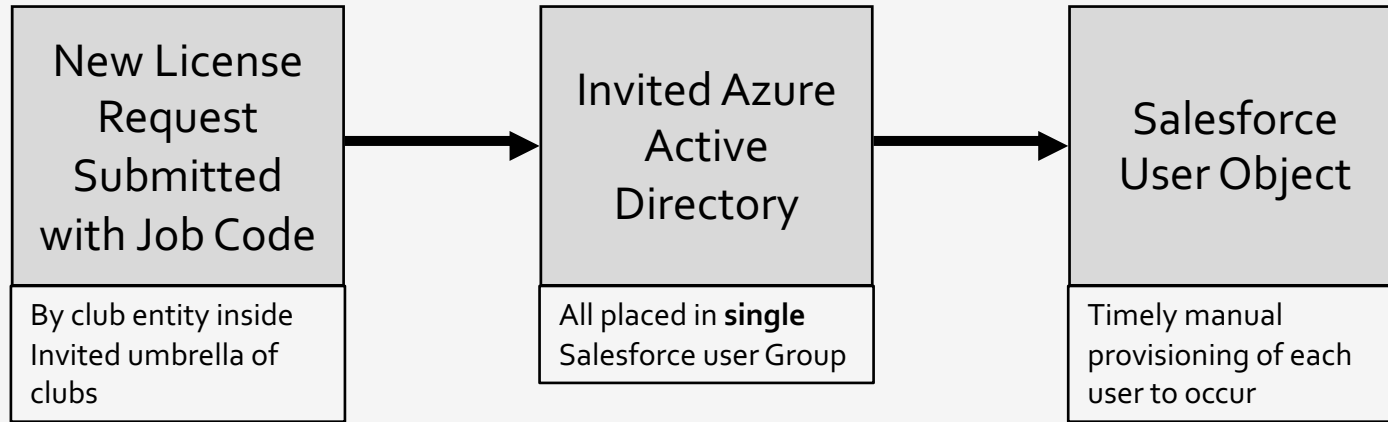 New License
Request
Submitted
with Job Code
By club entity inside
Invited umbrella of
clubs
Invited Azure
Active
Directory
All placed in single
Salesforce user Group
Salesforce
User Object
Timely manual
provisioning of each
user to occur